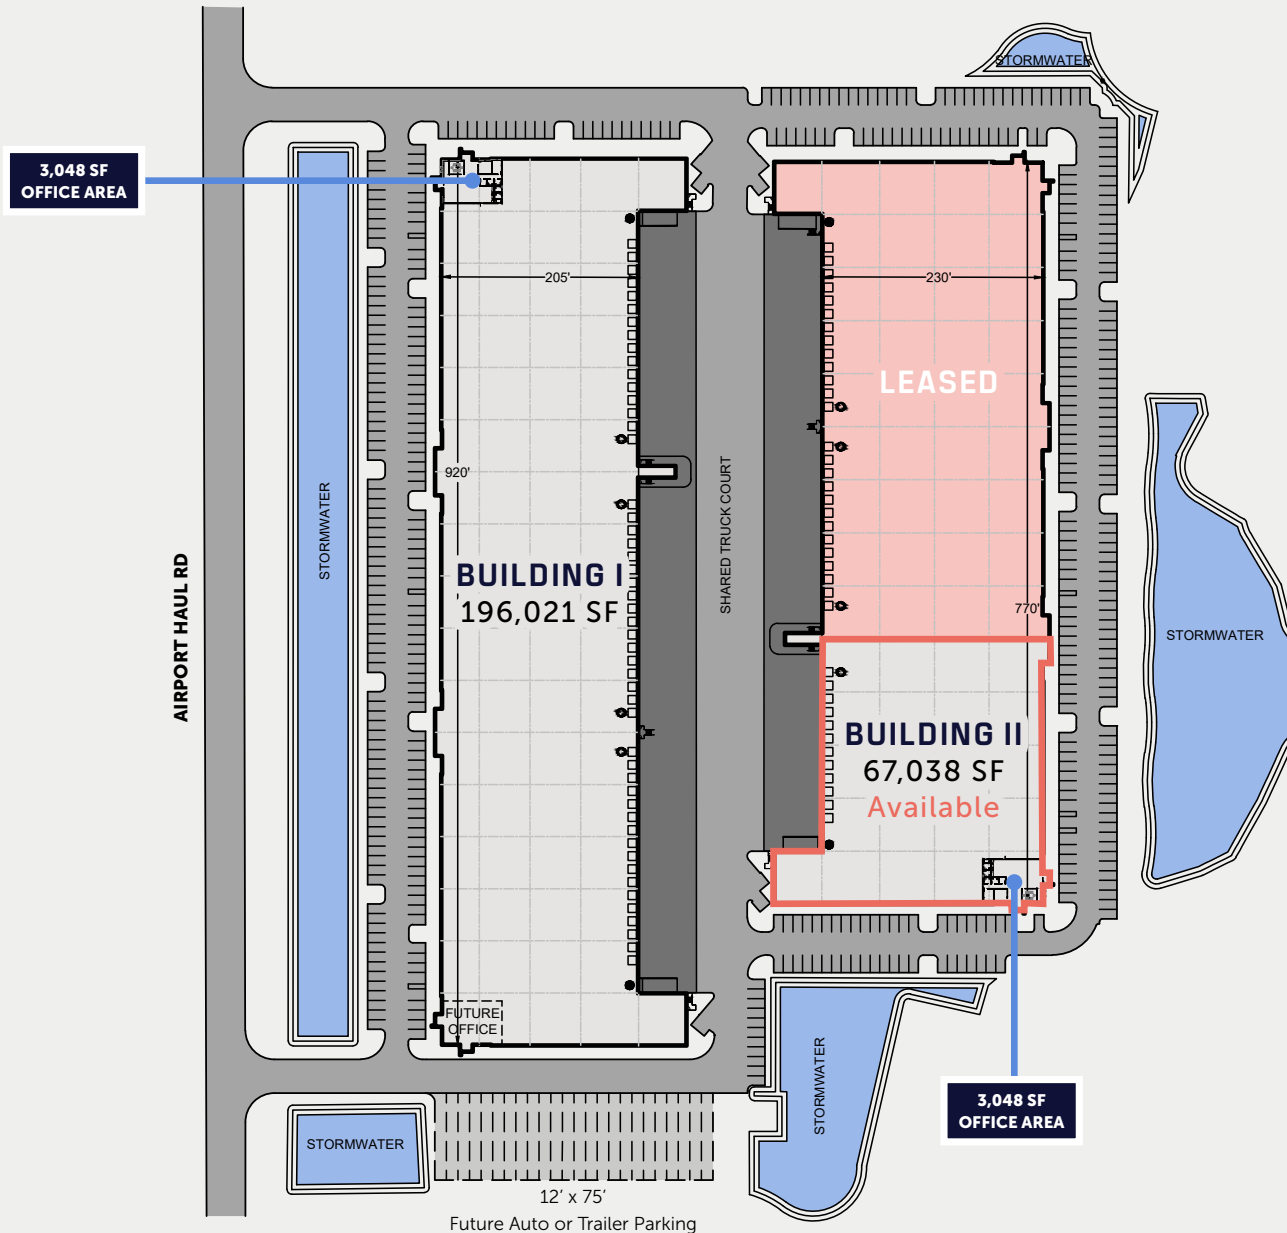 STORMWATER
3,048 SF
OFFICE AREA
205'
230'
LEASED
920'
STORMWATER
SHARED TRUCK COURT
BUILDING I
196,021 SF
770'
AIRPORT HAUL RD
STORMWATER
BUILDING II
67,038 SF
Available
FUTURE
OFFICE
STORMWATER
3,048 SF
OFFICE AREA
STORMWATER
12' x 75'
Future Auto or Trailer Parking